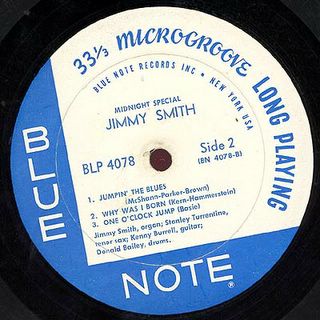 33⅓ MICROGROOVE LONG PLAYING
BLUE NOTE RECORDS INC • NEW YORK USA
MIDNIGHT SPECIAL
JIMMY SMITH
BLP 4078
Side 2
(BN 4078-B)
1. JUMPIN' THE BLUES
(McShann-Parker-Brown)
2. WHY WAS I BORN (Kern-Hammerstein)
3. ONE O'CLOCK JUMP (Basie)
Jimmy Smith, organ; Stanley Turrentine,
tenor sax; Kenny Burrell, guitar;
Donald Bailey, drums.
BLUE
NOTE ®